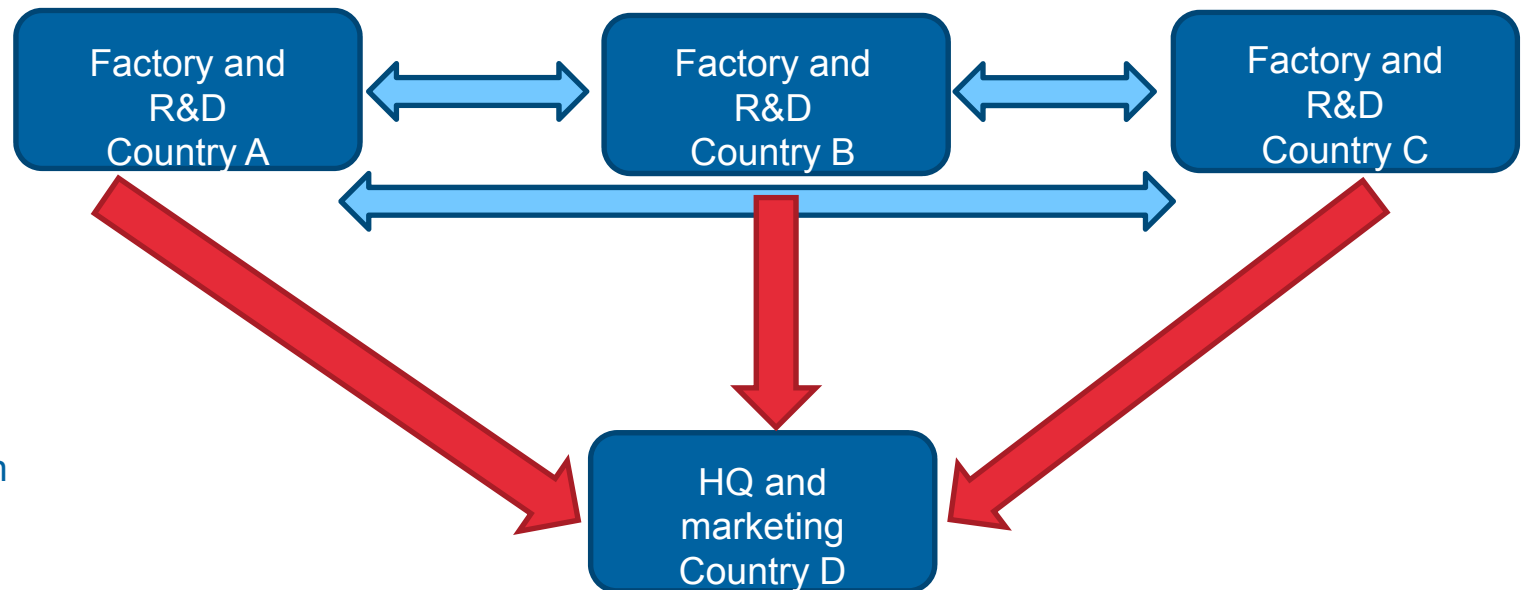 Factory and
R&D
Country A
Factory and
R&D
Country B
Factory and
R&D
Country C
HQ and
marketing
Country D